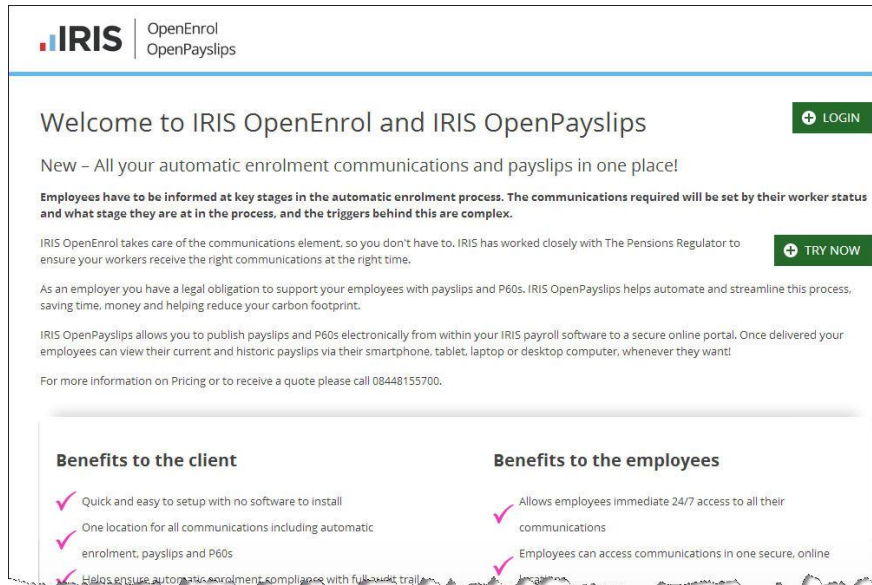 IRIS
OpenEnrol
OpenPayslips
Welcome to IRIS OpenEnrol and IRIS OpenPayslips
LOGIN
New – All your automatic enrolment communications and payslips in one place!
Employees have to be informed at key stages in the automatic enrolment process. The communications required will be set by their worker status
and what stage they are at in the process, and the triggers behind this are complex.
IRIS OpenEnrol takes care of the communications element, so you don't have to. IRIS has worked closely with The Pensions Regulator to
ensure your workers receive the right communications at the right time.
TRY NOW
As an employer you have a legal obligation to support your employees with payslips and P60s. IRIS OpenPayslips helps automate and streamline this process,
saving time, money and helping reduce your carbon footprint.
IRIS OpenPayslips allows you to publish payslips and P60s electronically from within your IRIS payroll software to a secure online portal. Once delivered your
employees can view their current and historic payslips via their smartphone, tablet, laptop or desktop computer, whenever they want!
For more information on Pricing or to receive a quote please call 08448155700.
Benefits to the client
Quick and easy to setup with no software to install
One location for all communications including automatic
enrolment, payslips and P60s
Helps ensure automatic enrolment compliance with full audit trail
Benefits to the employees
Allows employees immediate 24/7 access to all their
communications
Employees can access communications in one secure, online